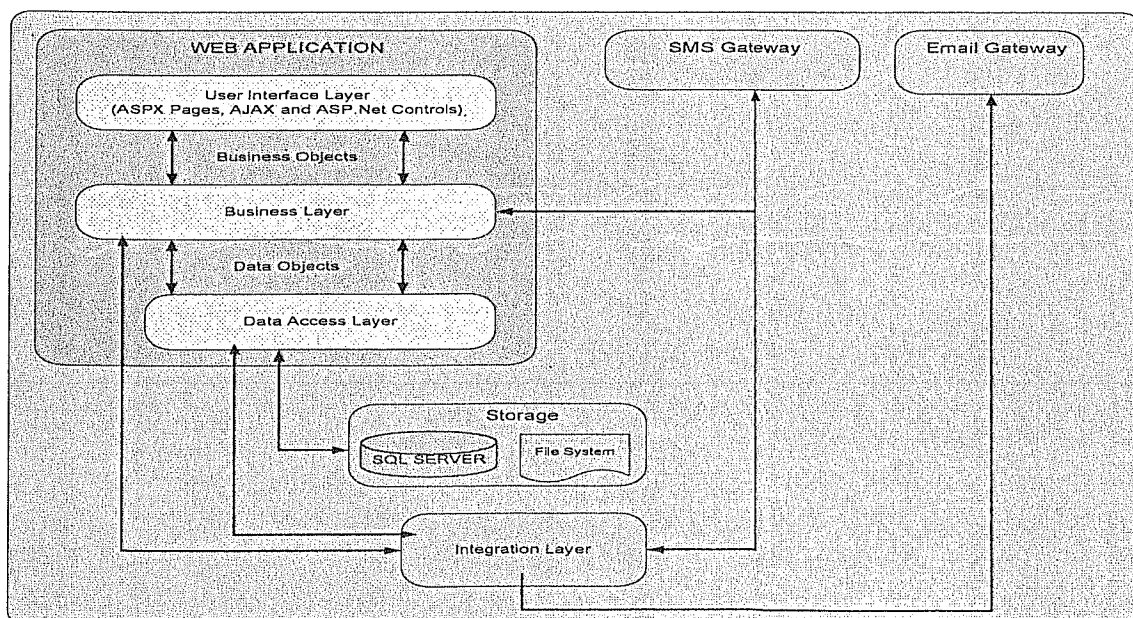 WEB APPLICATION
User Interface Layer
(ASPX Pages, AJAX and ASP.Net Controls)
Business Objects
Business Layer
Data Objects
Data Access Layer
SMS Gateway
Email Gateway
Storage
SQL SERVER
File System
Integration Layer